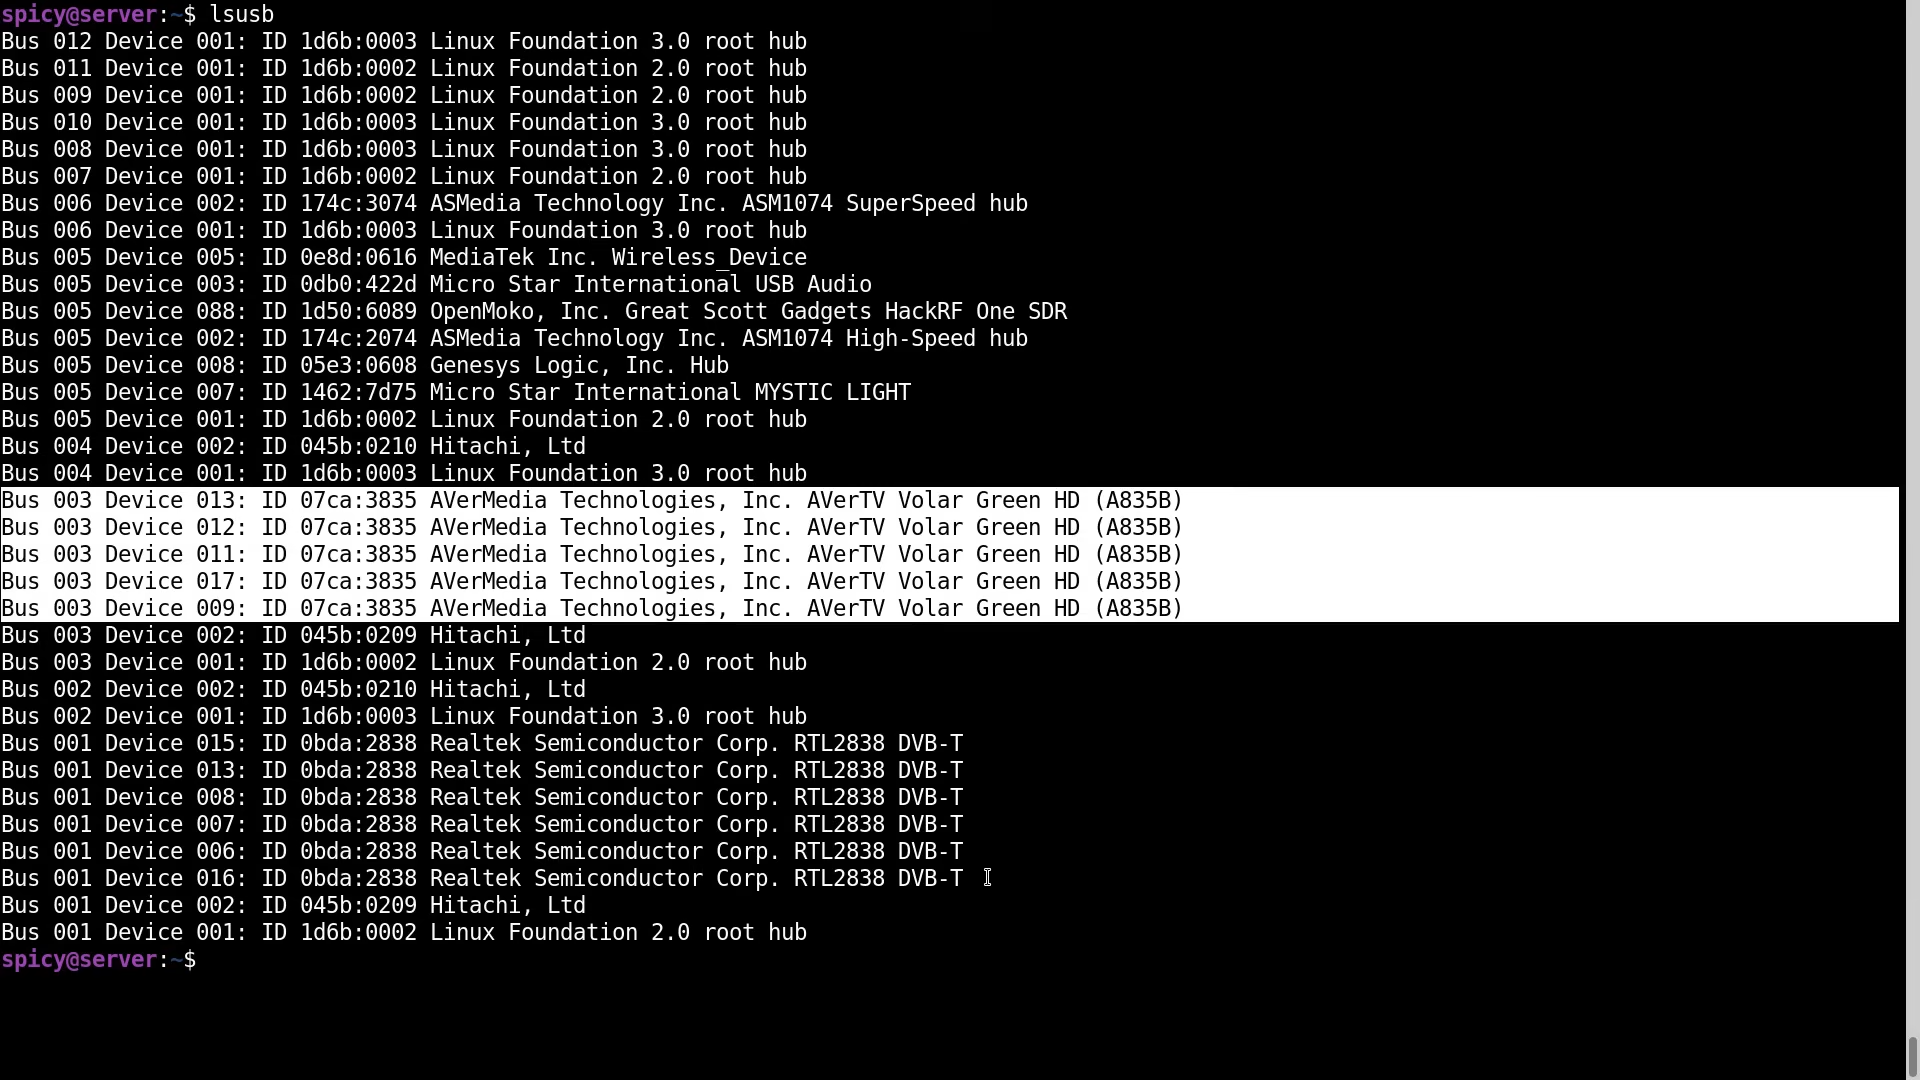 spicy@server:~$ lsusb
Bus 012 Device 001: ID 1d6b:0003 Linux Foundation 3.0 root hub
Bus 011 Device 001: ID 1d6b:0002 Linux Foundation 2.0 root hub
Bus 009 Device 001: ID 1d6b:0002 Linux Foundation 2.0 root hub
Bus 010 Device 001: ID 1d6b:0003 Linux Foundation 3.0 root hub
Bus 008 Device 001: ID 1d6b:0003 Linux Foundation 3.0 root hub
Bus 007 Device 001: ID 1d6b:0002 Linux Foundation 2.0 root hub
Bus 006 Device 002: ID 174c:3074 ASMedia Technology Inc. ASM1074 SuperSpeed hub
Bus 006 Device 001: ID 1d6b:0003 Linux Foundation 3.0 root hub
Bus 005 Device 005: ID 0e8d:0616 MediaTek Inc. Wireless_Device
Bus 005 Device 003: ID 0db0:422d Micro Star International USB Audio
Bus 005 Device 088: ID 1d50:6089 OpenMoko, Inc. Great Scott Gadgets HackRF One SDR
Bus 005 Device 002: ID 174c:2074 ASMedia Technology Inc. ASM1074 High-Speed hub
Bus 005 Device 008: ID 05e3:0608 Genesys Logic, Inc. Hub
Bus 005 Device 007: ID 1462:7d75 Micro Star International MYSTIC LIGHT
Bus 005 Device 001: ID 1d6b:0002 Linux Foundation 2.0 root hub
Bus 004 Device 002: ID 045b:0210 Hitachi, Ltd
Bus 004 Device 001: ID 1d6b:0003 Linux Foundation 3.0 root hub
Bus 003 Device 013: ID 07ca:3835 AVerMedia Technologies, Inc. AVerTV Volar Green HD (A835B)
Bus 003 Device 012: ID 07ca:3835 AVerMedia Technologies, Inc. AVerTV Volar Green HD (A835B)
Bus 003 Device 011: ID 07ca:3835 AVerMedia Technologies, Inc. AVerTV Volar Green HD (A835B)
Bus 003 Device 017: ID 07ca:3835 AVerMedia Technologies, Inc. AVerTV Volar Green HD (A835B)
Bus 003 Device 009: ID 07ca:3835 AVerMedia Technologies, Inc. AVerTV Volar Green HD (A835B)
Bus 003 Device 002: ID 045b:0209 Hitachi, Ltd
Bus 003 Device 001: ID 1d6b:0002 Linux Foundation 2.0 root hub
Bus 002 Device 002: ID 045b:0210 Hitachi, Ltd
Bus 002 Device 001: ID 1d6b:0003 Linux Foundation 3.0 root hub
Bus 001 Device 015: ID 0bda:2838 Realtek Semiconductor Corp. RTL2838 DVB-T
Bus 001 Device 013: ID 0bda:2838 Realtek Semiconductor Corp. RTL2838 DVB-T
Bus 001 Device 008: ID 0bda:2838 Realtek Semiconductor Corp. RTL2838 DVB-T
Bus 001 Device 007: ID 0bda:2838 Realtek Semiconductor Corp. RTL2838 DVB-T
Bus 001 Device 006: ID 0bda:2838 Realtek Semiconductor Corp. RTL2838 DVB-T
Bus 001 Device 016: ID 0bda:2838 Realtek Semiconductor Corp. RTL2838 DVB-T
Bus 001 Device 002: ID 045b:0209 Hitachi, Ltd
Bus 001 Device 001: ID 1d6b:0002 Linux Foundation 2.0 root hub
spicy@server:~$